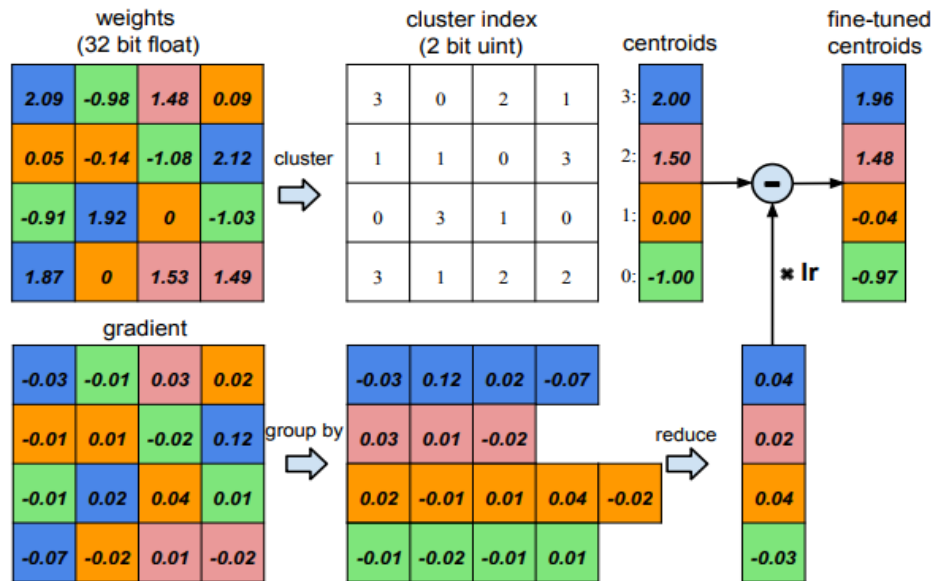 weights
(32 bit float)
cluster index
(2 bit uint)
centroids
fine-tuned
centroids
2.09 -0.98 1.48 0.09
3 0 2 1
3: 2.00
1.96
0.05 -0.14 -1.08 2.12
cluster
1 1 0 3
2: 1.50
1.48
-
-0.91 1.92 0 -1.03
0 3 1 0
1: 0.00
-0.04
1.87 0 1.53 1.49
3 1 2 2
0: -1.00
× lr
-0.97
gradient
-0.03 -0.01 0.03 0.02
-0.03 0.12 0.02 -0.07
0.04
-0.01 0.01 -0.02 0.12
group by
0.03 0.01 -0.02
reduce
0.02
-0.01 0.02 0.04 0.01
0.02 -0.01 0.01 0.04 -0.02
0.04
-0.07 -0.02 0.01 -0.02
-0.01 -0.02 -0.01 0.01
-0.03